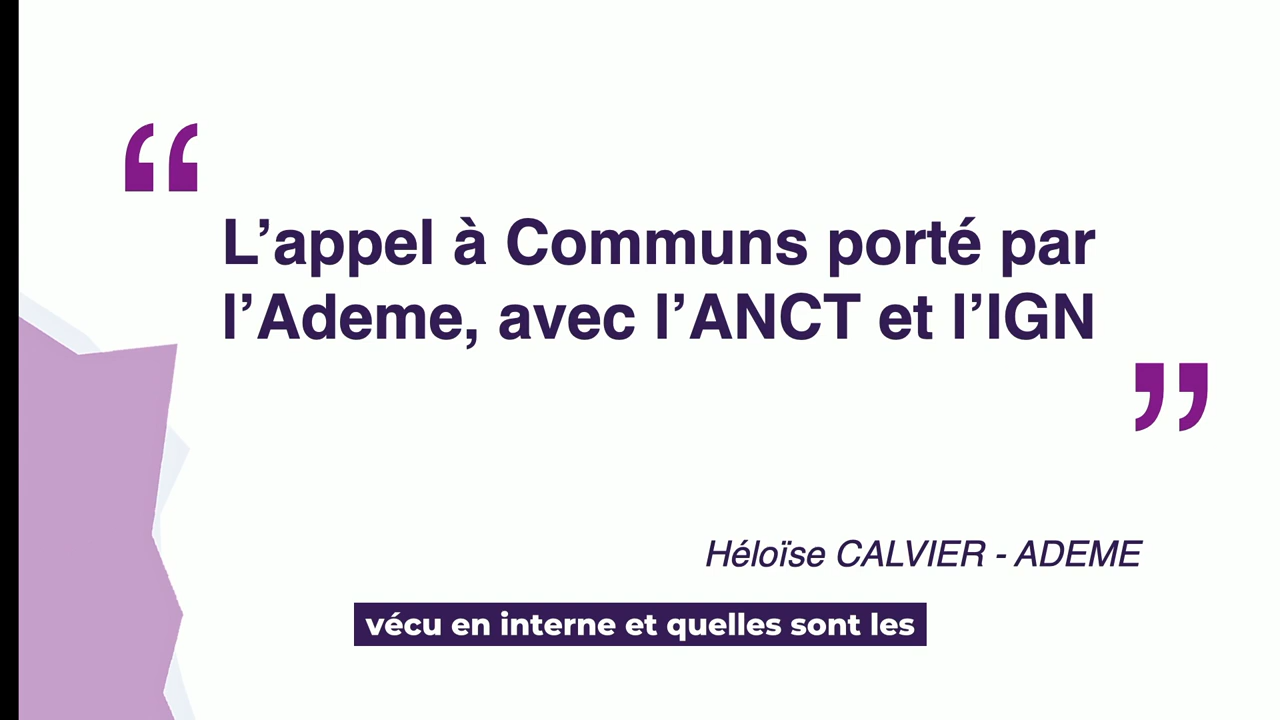 “
L’appel à Communs porté par
l’Ademe, avec l’ANCT et l’IGN
”
Héloïse CALVIER - ADEME
vécu en interne et quelles sont les